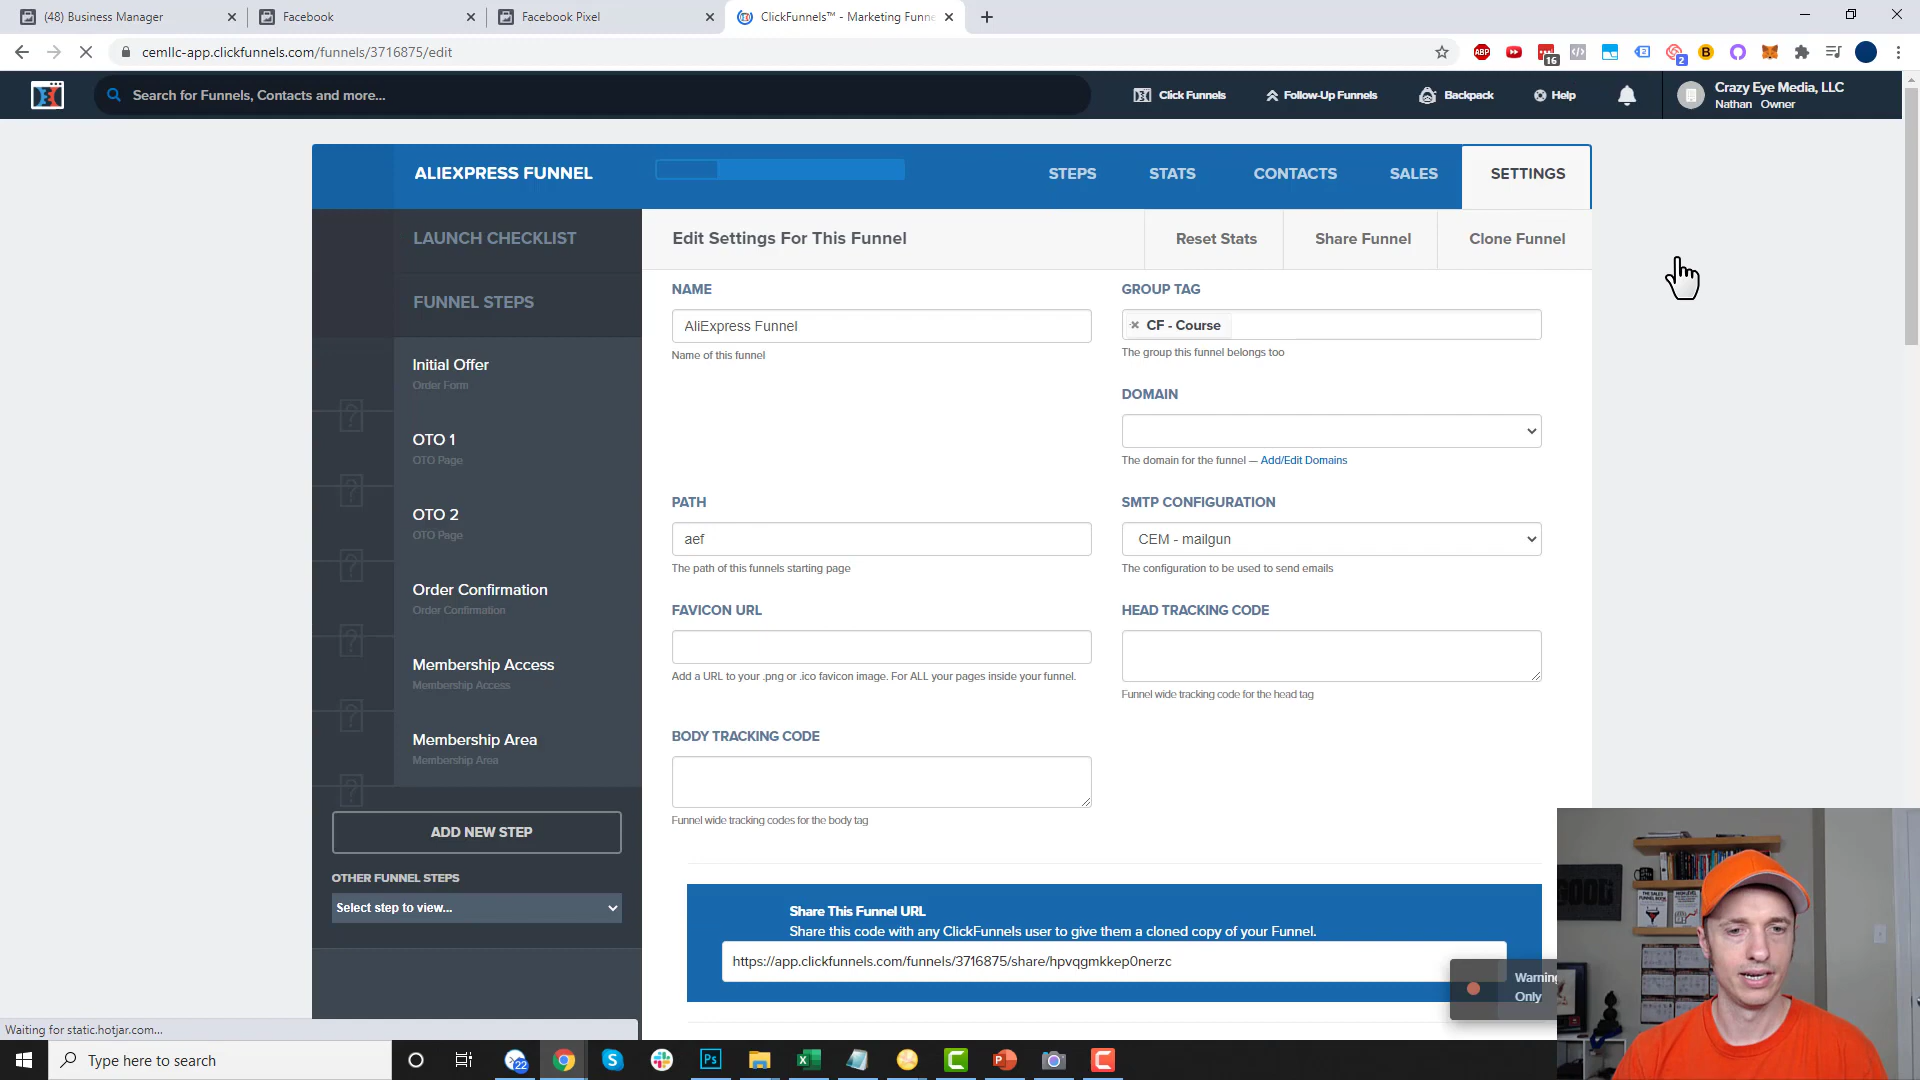 (48) Business Manager
Facebook
Facebook Pixel
ClickFunnels™ - Marketing Funne
cemllc-app.clickfunnels.com/funnels/3716875/edit
ABP
16
2
B
Search for Funnels, Contacts and more...
Click Funnels
Follow-Up Funnels
Backpack
Help
Crazy Eye Media, LLC
Nathan Owner
ALIEXPRESS FUNNEL
STEPS
STATS
CONTACTS
SALES
SETTINGS
LAUNCH CHECKLIST
Edit Settings For This Funnel
Reset Stats
Share Funnel
Clone Funnel
FUNNEL STEPS
NAME
AliExpress Funnel
Name of this funnel
GROUP TAG
× CF - Course
The group this funnel belongs too
Initial Offer
Order Form
DOMAIN
The domain for the funnel — Add/Edit Domains
OTO 1
OTO Page
PATH
aef
The path of this funnels starting page
SMTP CONFIGURATION
CEM - mailgun
The configuration to be used to send emails
OTO 2
OTO Page
Order Confirmation
Order Confirmation
FAVICON URL
Add a URL to your .png or .ico favicon image. For ALL your pages inside your funnel.
HEAD TRACKING CODE
Funnel wide tracking code for the head tag
Membership Access
Membership Access
BODY TRACKING CODE
Funnel wide tracking codes for the body tag
Membership Area
Membership Area
ADD NEW STEP
OTHER FUNNEL STEPS
Select step to view...
Share This Funnel URL
Share this code with any ClickFunnels user to give them a cloned copy of your Funnel.
https://app.clickfunnels.com/funnels/3716875/share/hpvqgmkkep0nerzc
Warning
Only
GOOD
Waiting for static.hotjar.com...
Type here to search
22